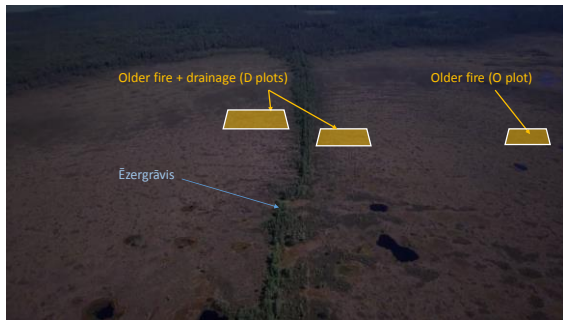 Older fire + drainage (D plots)
Older fire (O plot)
Ēzergrāvis